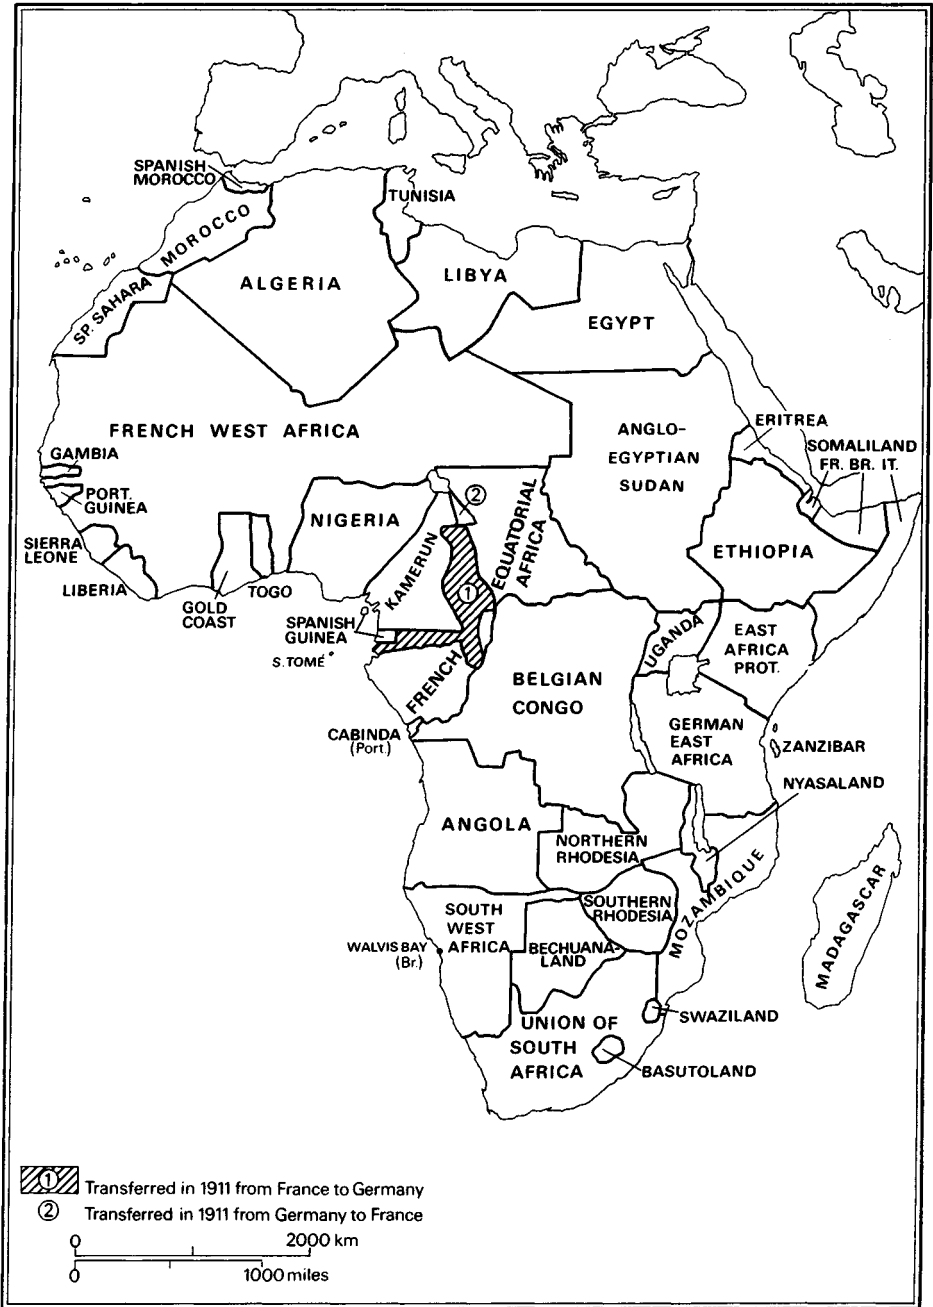 SPANISH
MOROCCO
TUNISIA
MOROCCO
ALGERIA
LIBYA
SP. SAHARA
EGYPT
FRENCH WEST AFRICA
ANGLO-
EGYPTIAN
SUDAN
ERITREA
SOMALILAND
FR. BR. IT.
GAMBIA
PORT.
GUINEA
SIERRA
LEONE
LIBERIA
GOLD
COAST
TOGO
NIGERIA
KAMERUN
②
EQUATORIAL
AFRICA
①
ETHIOPIA
SPANISH
GUINEA
S. TOMÉ
FRENCH
UGANDA
EAST
AFRICA
PROT.
BELGIAN
CONGO
CABINDA
(Port.)
GERMAN
EAST
AFRICA
ZANZIBAR
NYASALAND
ANGOLA
NORTHERN
RHODESIA
SOUTHERN
RHODESIA
MOZAMBIQUE
MADAGASCAR
SOUTH
WEST
AFRICA
WALVIS BAY
(Br.)
BECHUANA-
LAND
SWAZILAND
UNION OF
SOUTH
AFRICA
BASUTOLAND
① Transferred in 1911 from France to Germany
② Transferred in 1911 from Germany to France
0 2000 km
0 1000 miles